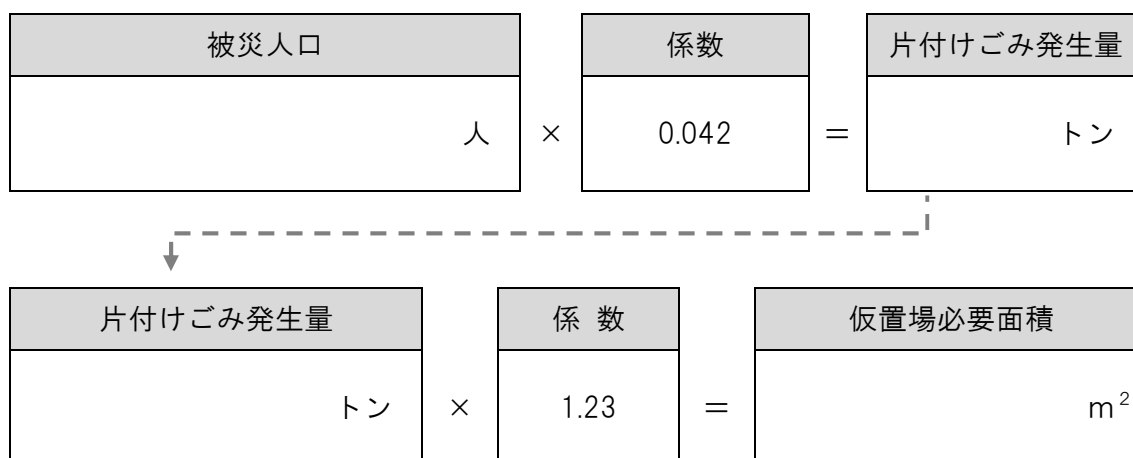 被災人口 係数 片付けごみ発生量
人 × 0.042 = トン
片付けごみ発生量 係 数 仮置場必要面積
トン × 1.23 = m²